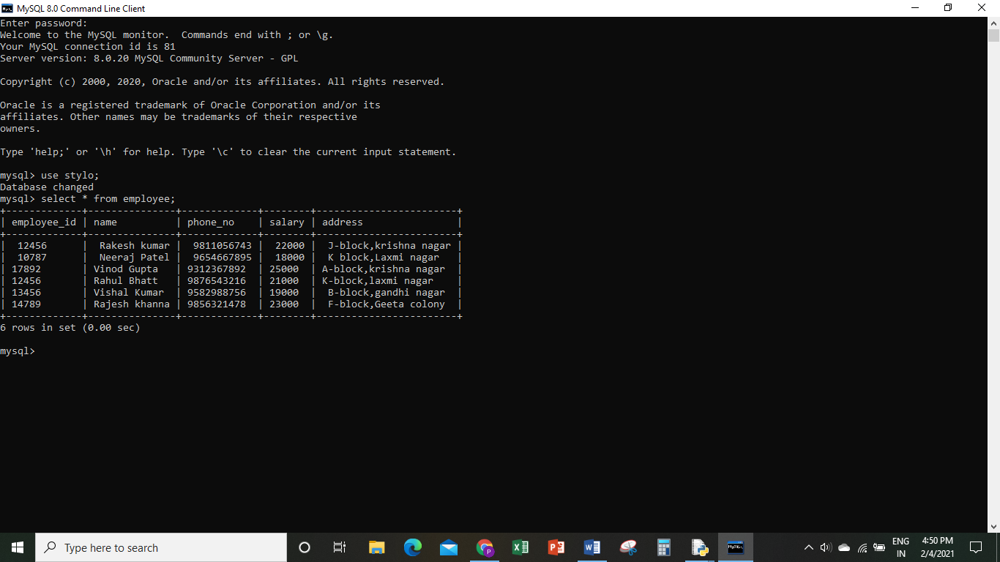 MySQL 8.0 Command Line Client
Enter password:
Welcome to the MySQL monitor.  Commands end with ; or \g.
Your MySQL connection id is 81
Server version: 8.0.20 MySQL Community Server - GPL

Copyright (c) 2000, 2020, Oracle and/or its affiliates. All rights reserved.

Oracle is a registered trademark of Oracle Corporation and/or its
affiliates. Other names may be trademarks of their respective
owners.

Type 'help;' or '\h' for help. Type '\c' to clear the current input statement.

mysql> use stylo;
Database changed
mysql> select * from employee;
+-------------+---------------+-------------+--------+------------------------+
| employee_id | name          | phone_no    | salary | address                |
+-------------+---------------+-------------+--------+------------------------+
|  12456      |  Rakesh kumar |  9811056743 |  22000 |  J-block,krishna nagar |
|  10787      |  Neeraj Patel |  9654667895 |  18000 |  K block,Laxmi nagar   |
| 17892       | Vinod Gupta   | 9312367892  | 25000  | A-block,krishna nagar  |
| 12456       | Rahul Bhatt   | 9876543216  | 21000  | K-block,laxmi nagar    |
| 13456       | Vishal Kumar  | 9582988756  | 19000  |  B-block,gandhi nagar  |
| 14789       | Rajesh khanna | 9856321478  | 23000  |  F-block,Geeta colony  |
+-------------+---------------+-------------+--------+------------------------+
6 rows in set (0.00 sec)

mysql>
Type here to search
ENG
IN
4:50 PM
2/4/2021